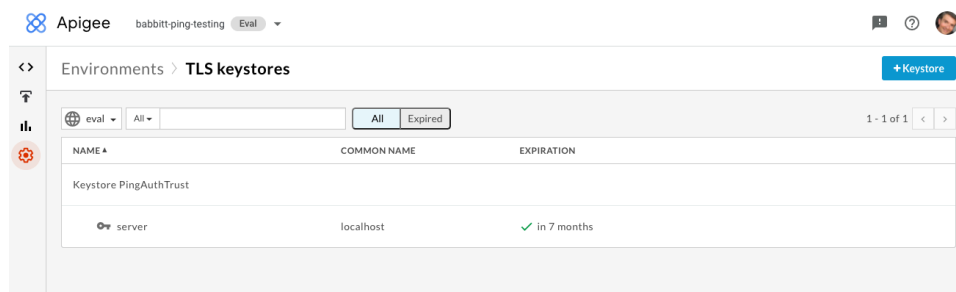 Apigee babbitt-ping-testing Eval
Environments > TLS keystores
+Keystore
eval All All Expired 1 - 1 of 1 < >
NAME COMMON NAME EXPIRATION
Keystore PingAuthTrust
server localhost in 7 months